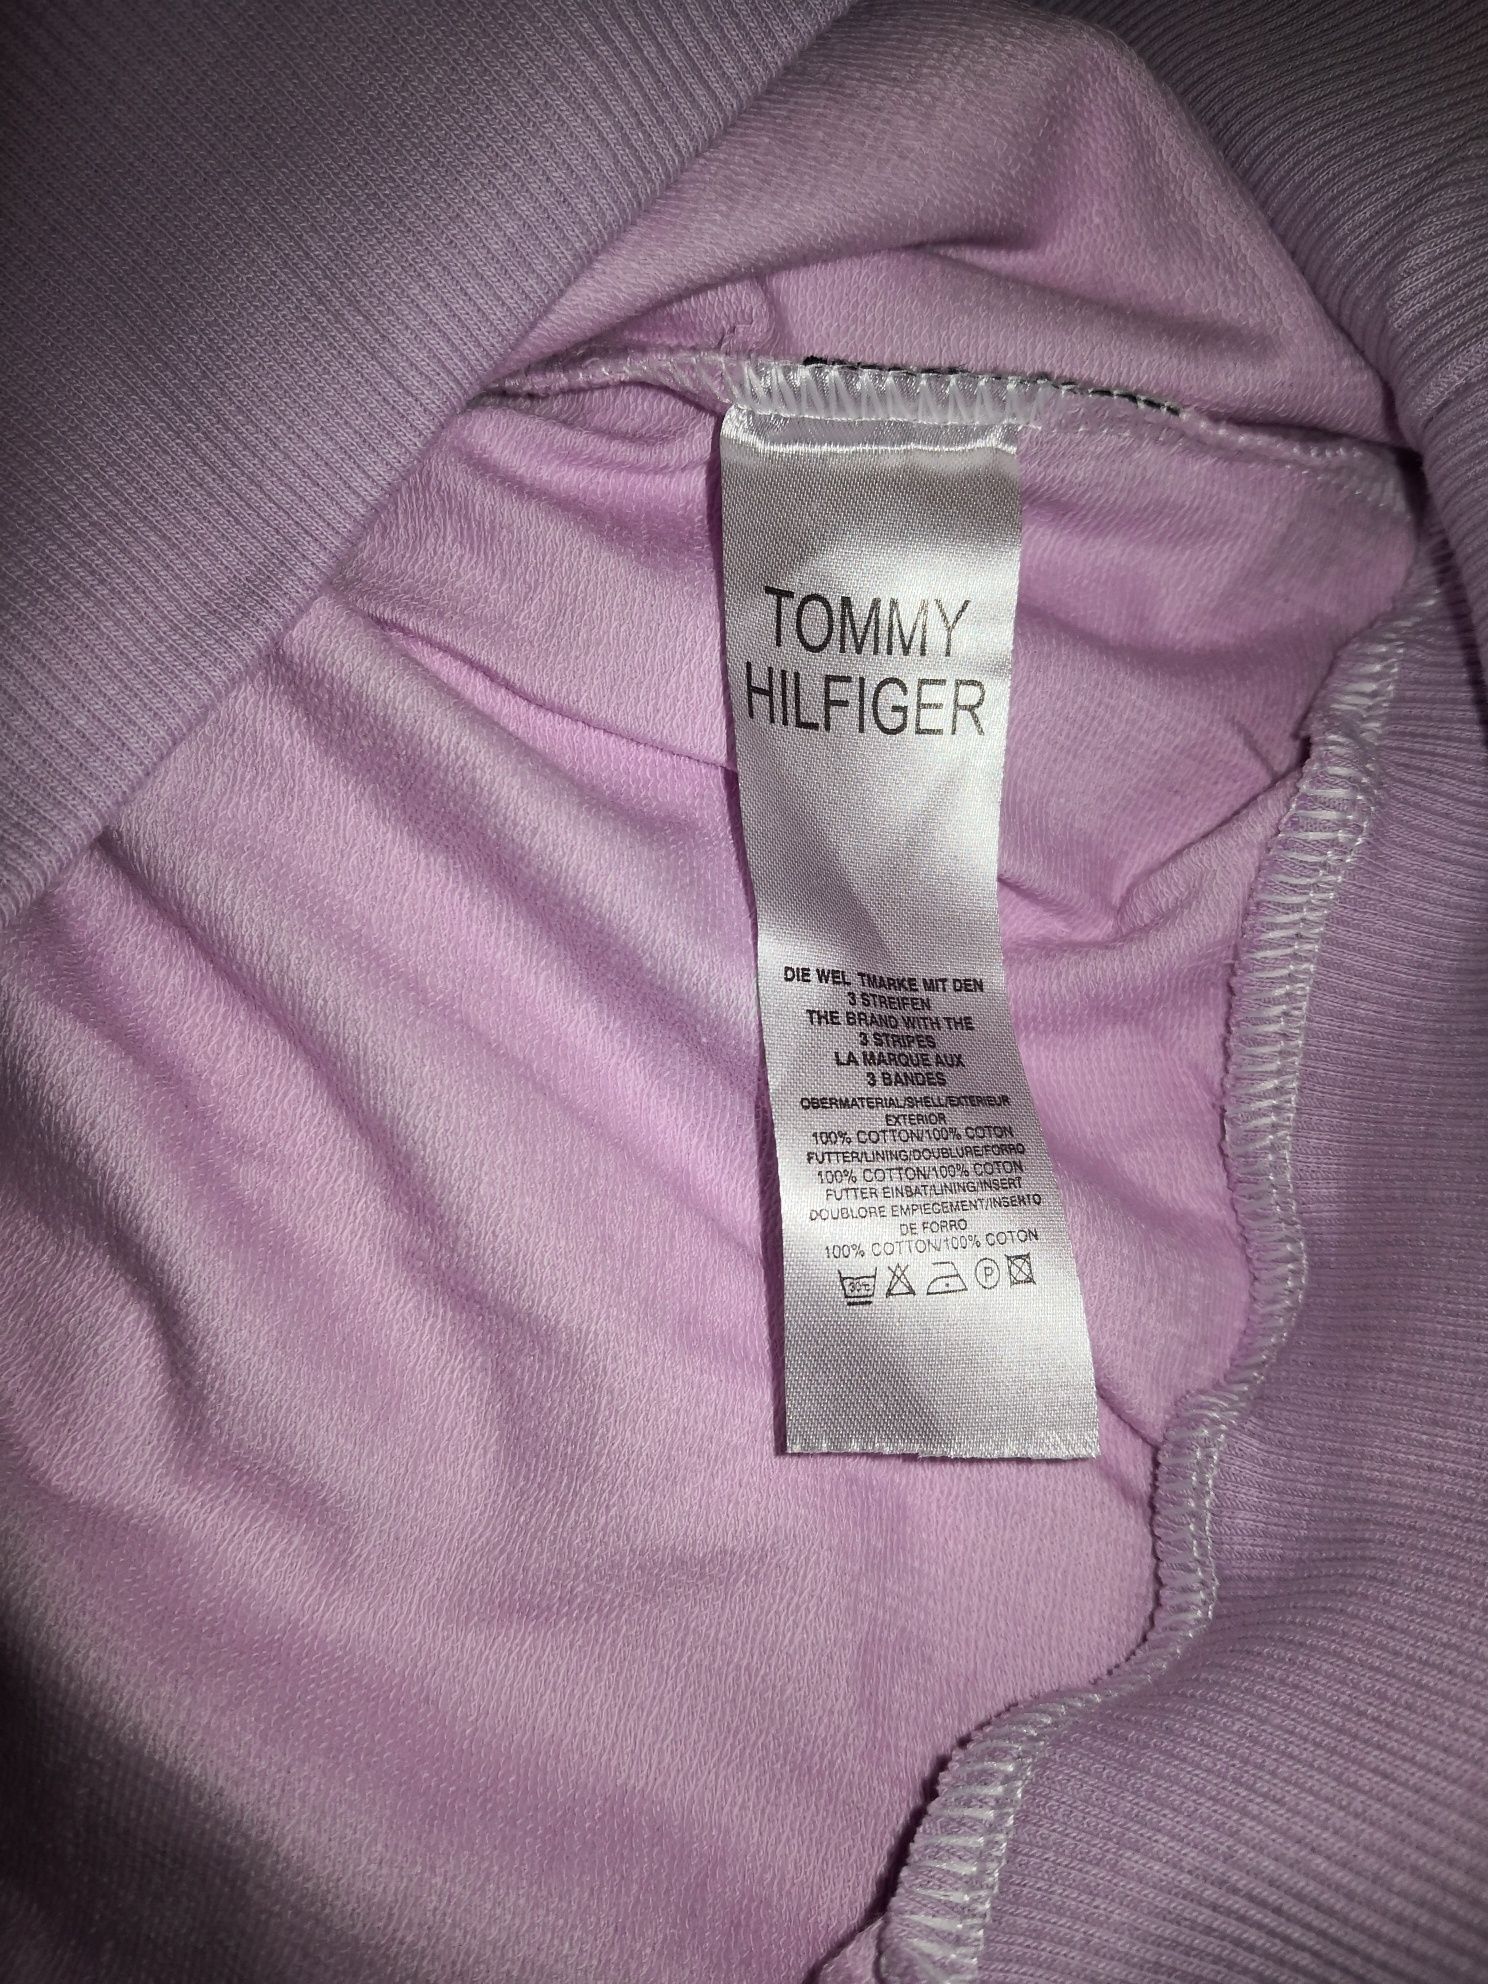 TOMMY
HILFIGER
DIE WEL TMARKE MIT DEN
3 STREIFEN
THE BRAND WITH THE
3 STRIPES
LA MARQUE AUX
3 BANDES
OBERMATERIAL/SHELL/EXTERIEUR
EXTERIOR
100% COTTON/100% COTON
FUTTER/LINING/DOUBLURE/FORRO
100% COTTON/100% COTON
FUTTER EINSAT/LINING/INSERT
DOUBLORE EMPIECEMENT/INSERTO
DE FORRO
100% COTTON/100% COTON
30°C P